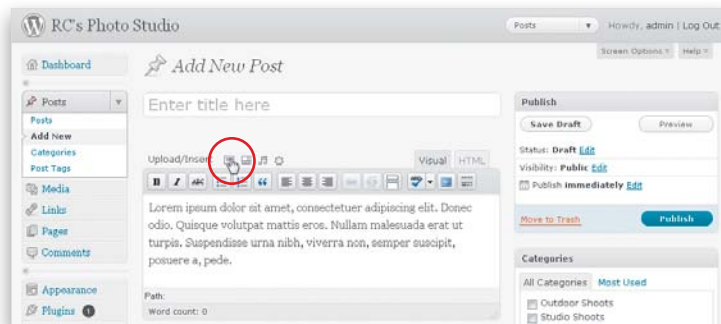 RC's Photo Studio
Posts
Howdy, admin | Log Out
Screen Options
Help
Dashboard
Add New Post
Posts
Posts
Add New
Categories
Post Tags
Media
Links
Pages
Comments
Appearance
Plugins 1
Enter title here
Upload/Insert
Visual
HTML
B I ABC
Lorem ipsum dolor sit amet, consectetuer adipiscing elit. Donec
odio. Quisque volutpat mattis eros. Nullam malesuada erat ut
turpis. Suspendisse urna nibh, viverra non, semper suscipit,
posuere a, pede.
Path:
Word count: 0
Publish
Save Draft
Preview
Status: Draft Edit
Visibility: Public Edit
Publish immediately Edit
Move to Trash
Publish
Categories
All Categories
Most Used
Outdoor Shoots
Studio Shoots